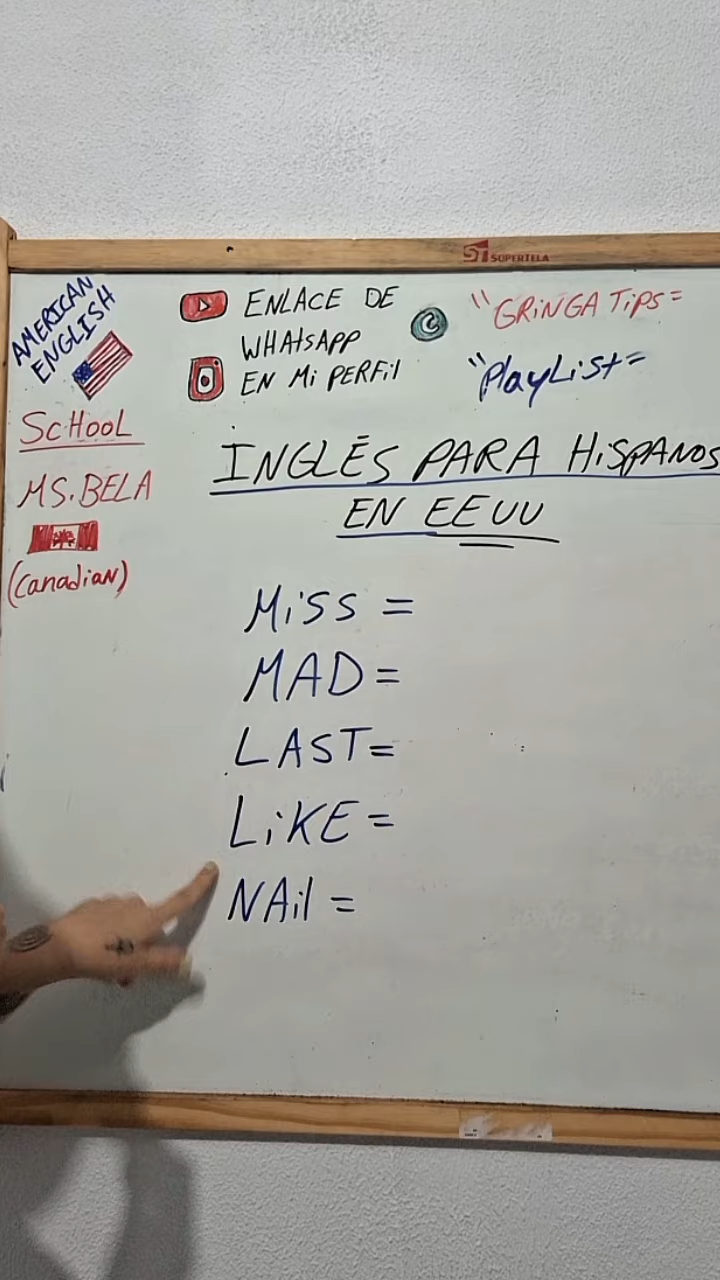 SUPERTELA
AMERICAN
ENGLISH
SCHOOL
MS. BELA
(CANADIAN)
ENLACE DE
WHATSAPP
EN Mi PERFil
"GRiNGA TiPS=
"PlayLiSt=
INGLÉS PARA HiSPANOS
EN EEUU
MiSS =
MAD =
LAST=
LiKE =
NAil =